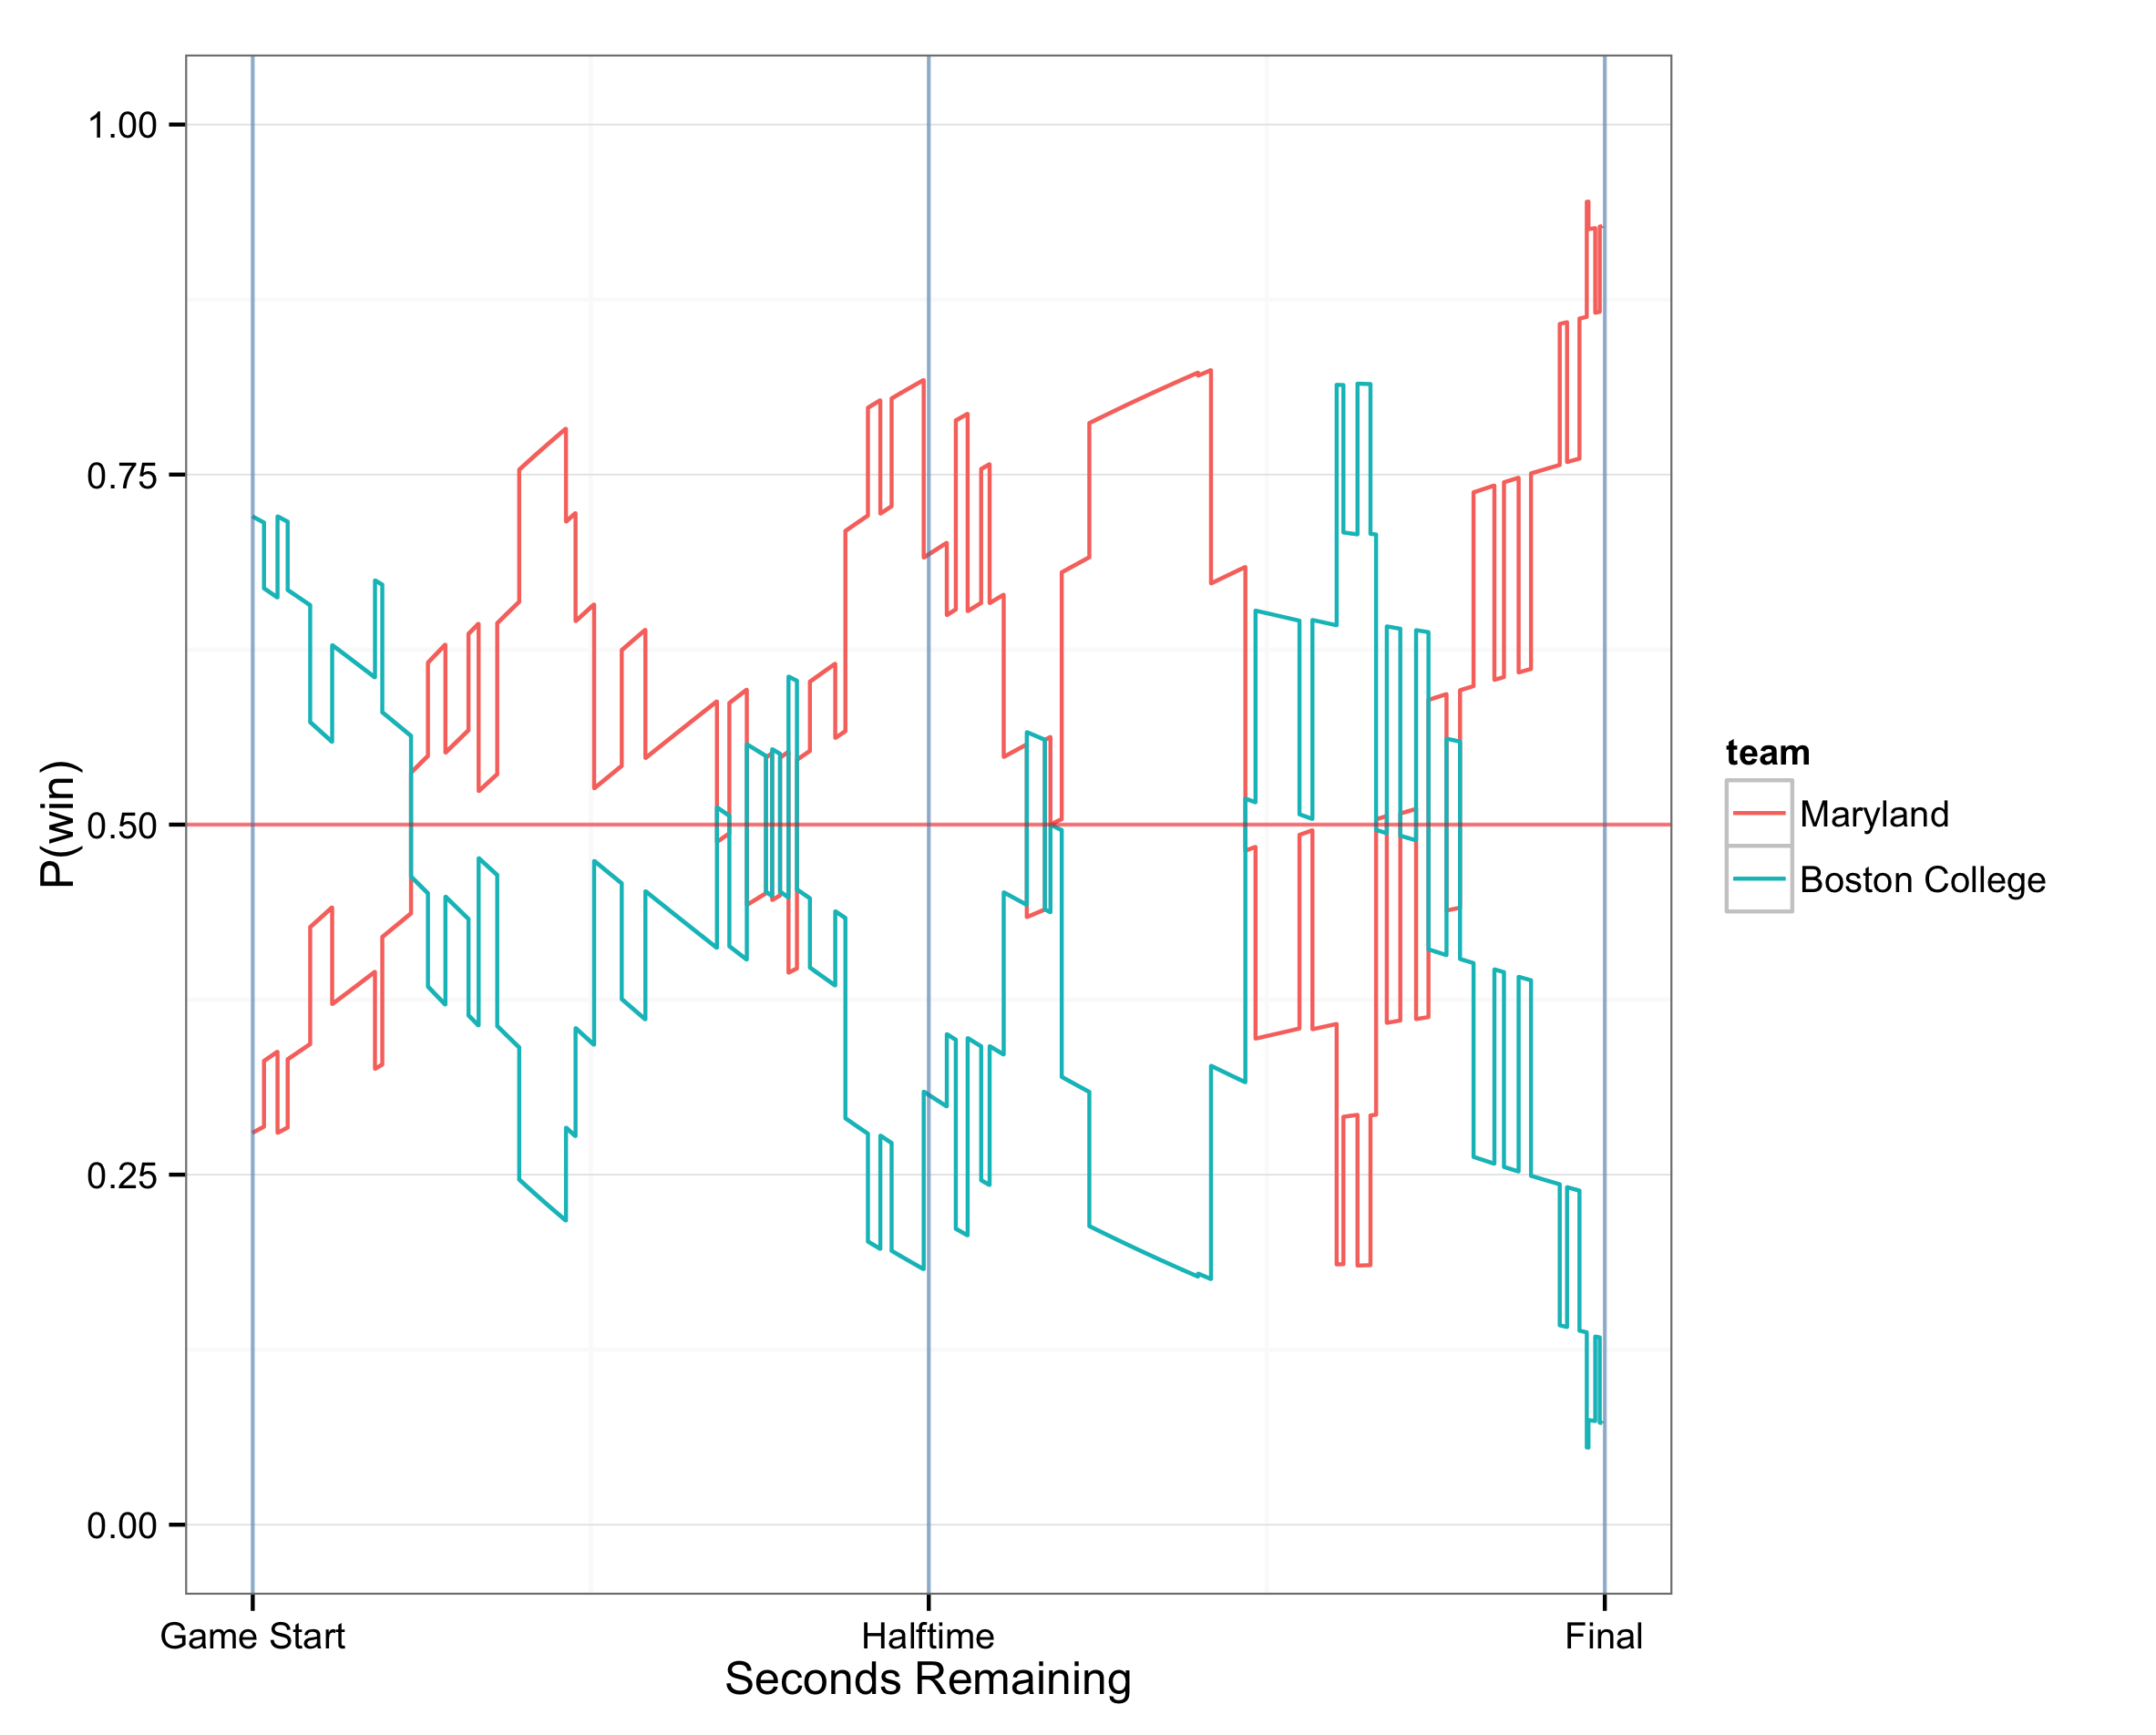 1.00
0.75
0.50
0.25
0.00
P(win)
Game Start
Halftime
Final
Seconds Remaining
team
Maryland
Boston College